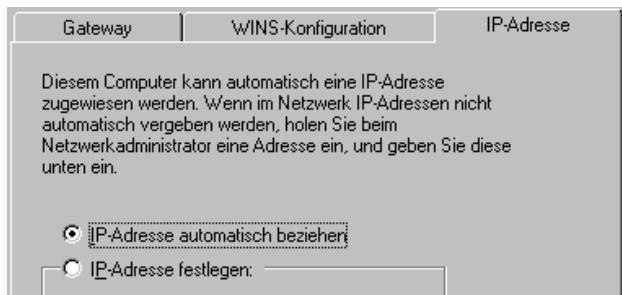 Gateway
WINS-Konfiguration
IP-Adresse
Diesem Computer kann automatisch eine IP-Adresse
zugewiesen werden. Wenn im Netzwerk IP-Adressen nicht
automatisch vergeben werden, holen Sie beim
Netzwerkadministrator eine Adresse ein, und geben Sie diese
unten ein.
IP-Adresse automatisch beziehen
IP-Adresse festlegen: